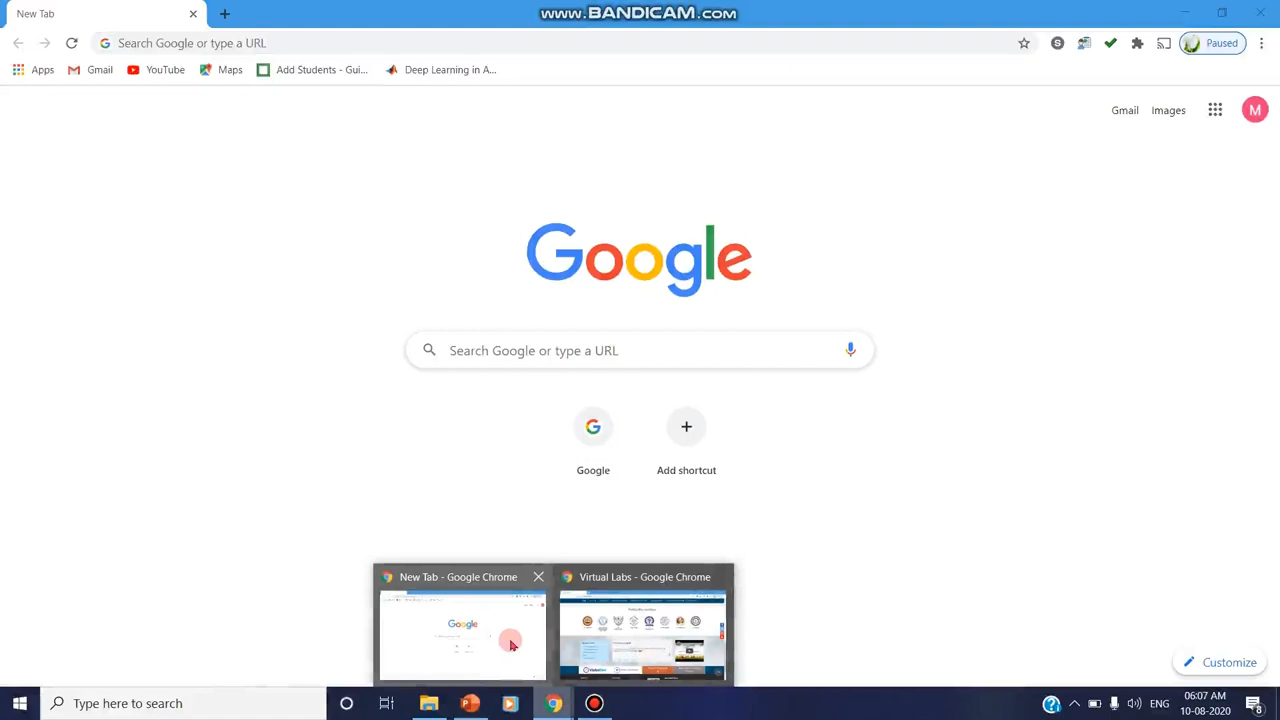 New Tab
www.BANDICAM.com
Search Google or type a URL
Paused
Apps
Gmail
YouTube
Maps
Add Students - Gui...
Deep Learning in A...
Gmail
Images
M
Google
Search Google or type a URL
Google
Add shortcut
New Tab - Google Chrome
Virtual Labs - Google Chrome
Google
Customize
Type here to search
ENG
06:07 AM
10-08-2020
8